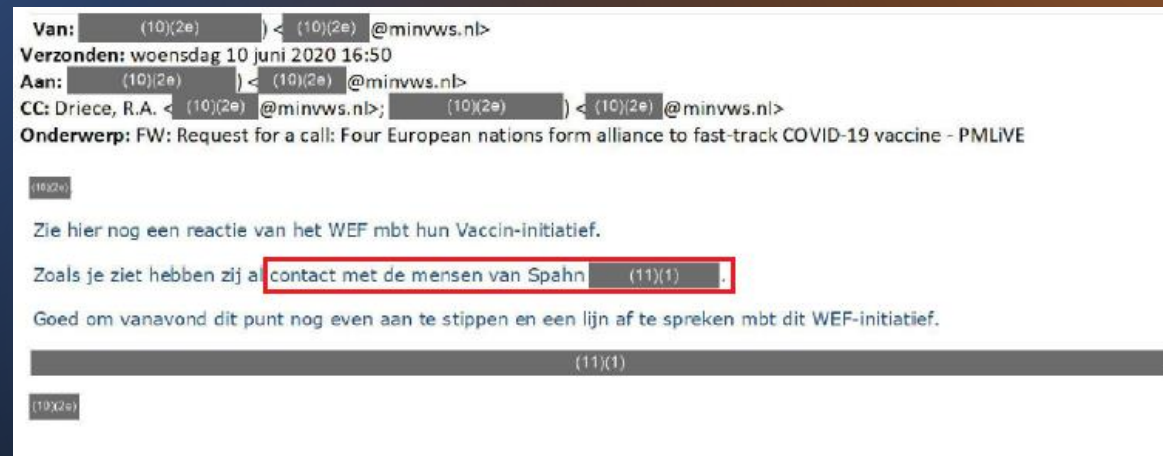 Van: (10)(2e) ) < (10)(2e) @minvws.nl>
Verzonden: woensdag 10 juni 2020 16:50
Aan: (10)(2e) ) < (10)(2e) @minvws.nl>
CC: Driece, R.A. < (10)(2e) @minvws.nl>; (10)(2e) ) < (10)(2e) @minvws.nl>
Onderwerp: FW: Request for a call: Four European nations form alliance to fast-track COVID-19 vaccine - PMLiVE
(10)(2e),
Zie hier nog een reactie van het WEF mbt hun Vaccin-initiatief.
Zoals je ziet hebben zij al contact met de mensen van Spahn (11)(1) .
Goed om vanavond dit punt nog even aan te stippen en een lijn af te spreken mbt dit WEF-initiatief.
(11)(1)
(10)(2e)